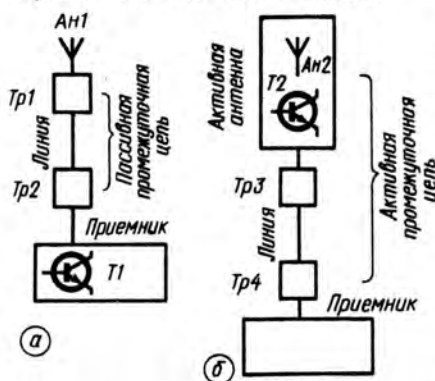 Ан1
Тр1
Линия
Тр2
Пассивная промежуточная цепь
Приемник
Т1
а
Активная антенна
Т2
Ан2
Тр3
Линия
Тр4
Активная промежуточная цепь
Приемник
б